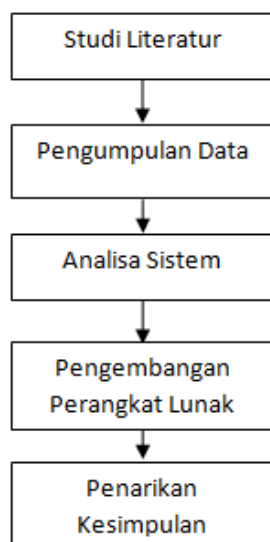 Studi Literatur
Pengumpulan Data
Analisa Sistem
Pengembangan
Perangkat Lunak
Penarikan
Kesimpulan